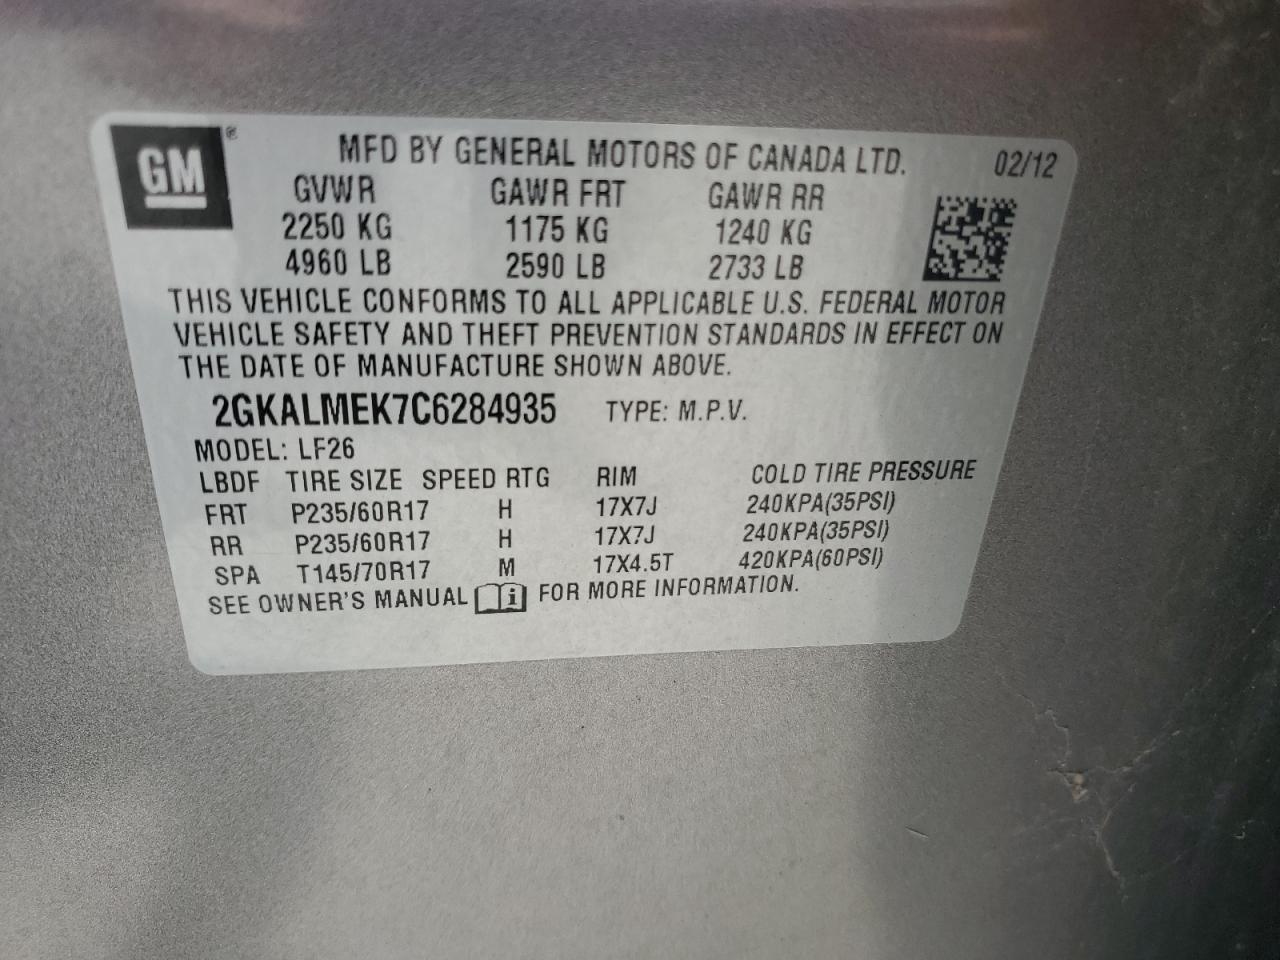 GM ®
MFD BY GENERAL MOTORS OF CANADA LTD. 02/12
GVWR GAWR FRT GAWR RR
2250 KG 1175 KG 1240 KG
4960 LB 2590 LB 2733 LB
THIS VEHICLE CONFORMS TO ALL APPLICABLE U.S. FEDERAL MOTOR
VEHICLE SAFETY AND THEFT PREVENTION STANDARDS IN EFFECT ON
THE DATE OF MANUFACTURE SHOWN ABOVE.
2GKALMEK7C6284935 TYPE: M.P.V.
MODEL: LF26
LBDF TIRE SIZE SPEED RTG RIM COLD TIRE PRESSURE
FRT P235/60R17 H 17X7J 240KPA(35PSI)
RR P235/60R17 H 17X7J 240KPA(35PSI)
SPA T145/70R17 M 17X4.5T 420KPA(60PSI)
SEE OWNER'S MANUAL i FOR MORE INFORMATION.